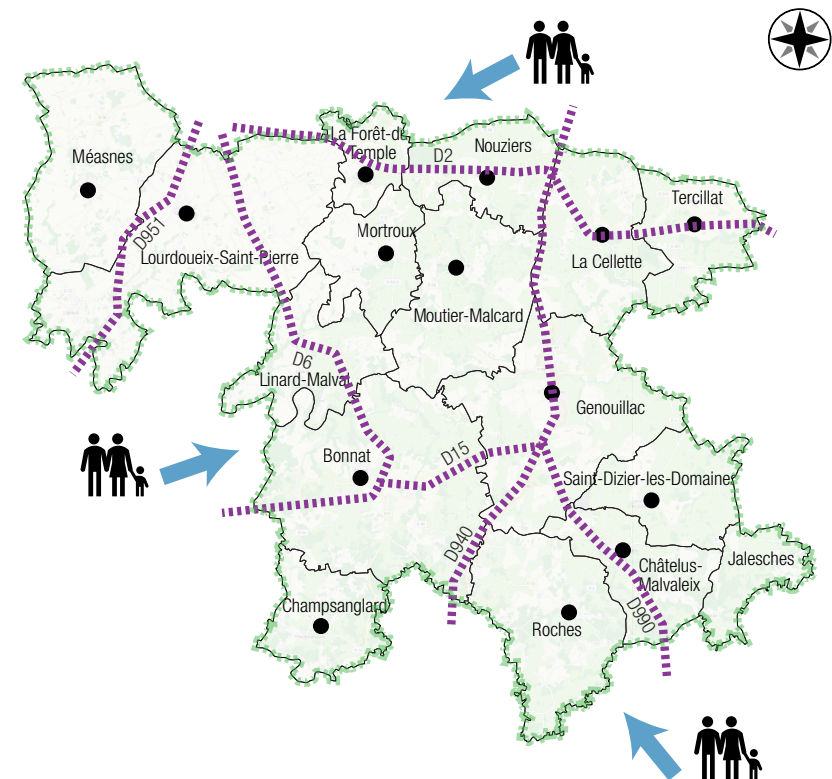 La Forêt-du-
Temple
Nouziers
D2
Méasnes
Tercillat
D951
Mortroux
Lourdoueix-Saint-Pierre
La Cellette
Moutier-Malcard
D6
Linard-Malval
Genouillac
D15
Bonnat
Saint-Dizier-les-Domaines
D940
Châtelus-
Malvaleix
Jalesches
Champsanglard
D990
Roches